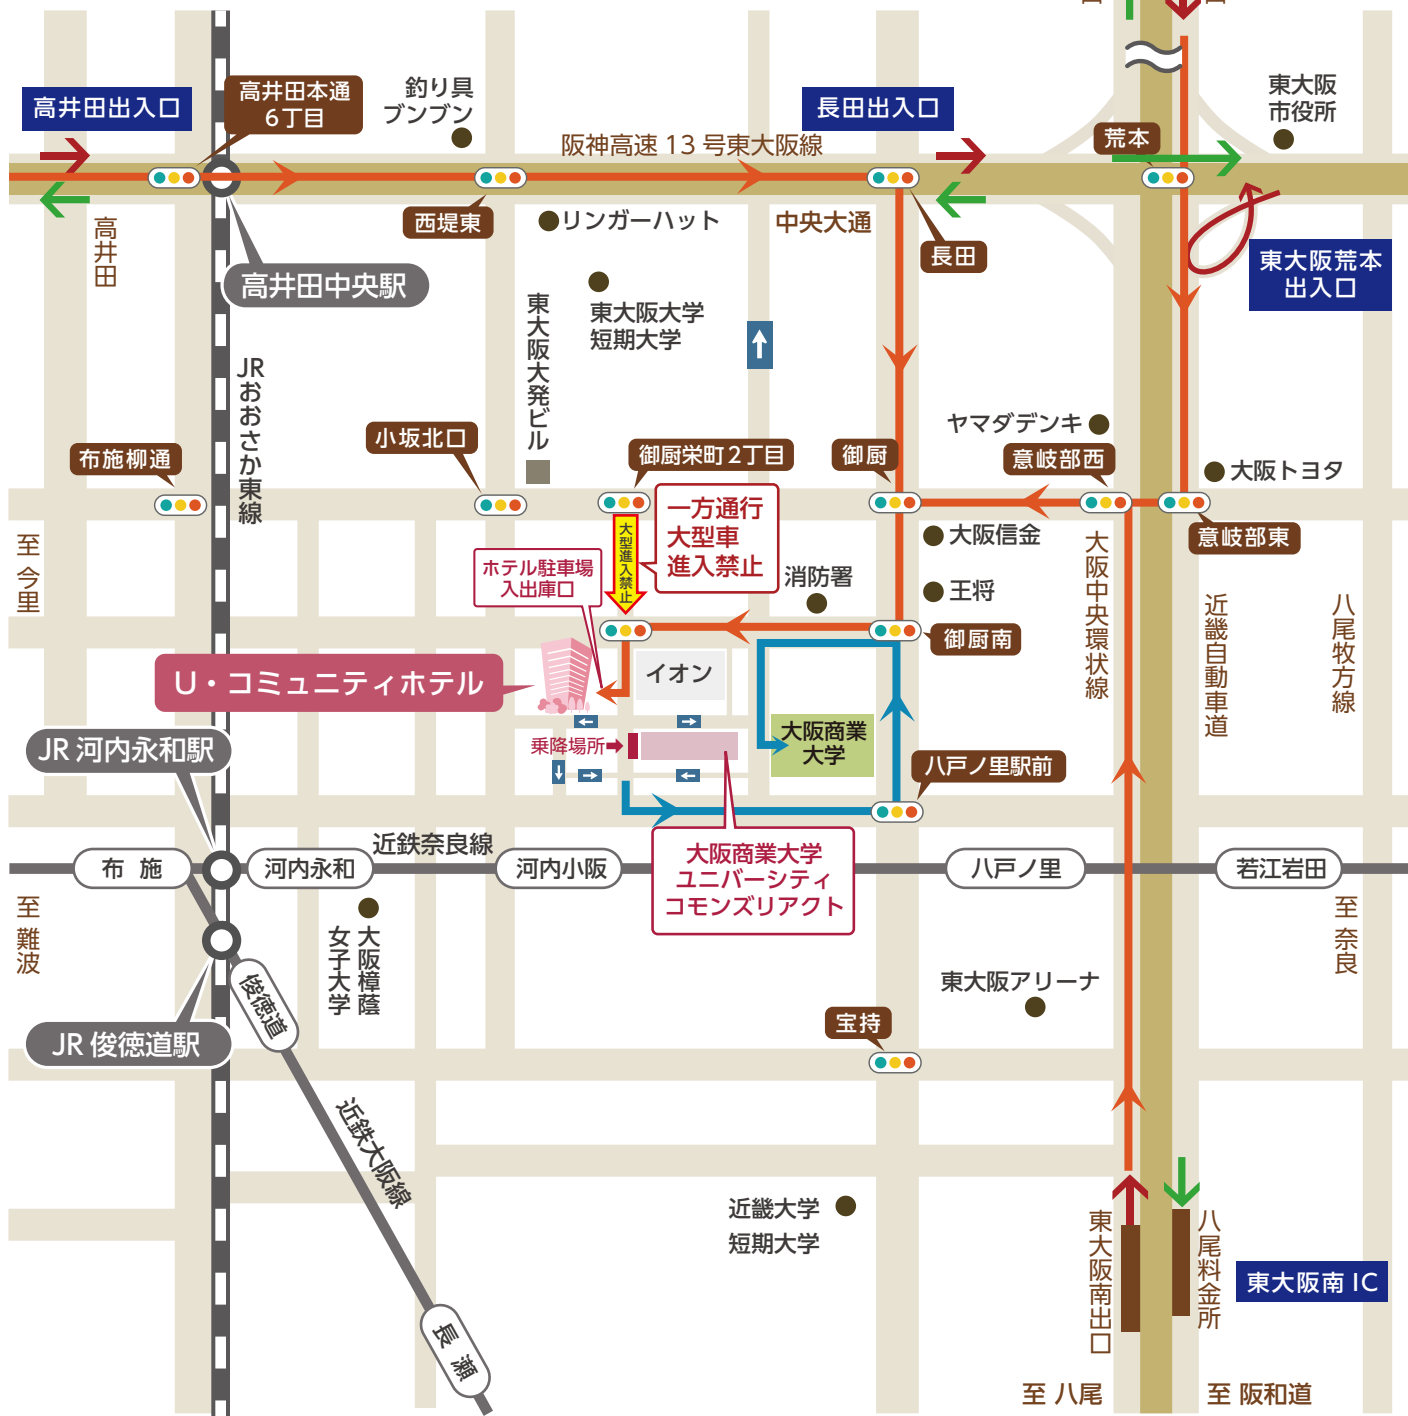 高井田出入口
高井田本通
6丁目
釣り具
ブンブン
阪神高速 13 号東大阪線
長田出入口
荒本
東大阪
市役所
高井田
高井田中央駅
西堤東
リンガーハット
中央大通
長田
東大阪荒本
出入口
東大阪大学
短期大学
東大阪大発ビル
JRおおさか東線
布施柳通
小坂北口
御厨栄町2丁目
御厨
ヤマダデンキ
意岐部西
大阪トヨタ
意岐部東
一方通行
大型車
進入禁止
大型進入禁止
ホテル駐車場
入出庫口
消防署
大阪信金
王将
御厨南
大阪中央環状線
近畿自動車道
八尾牧方線
至 今里
U・コミュニティホテル
イオン
乗降場所
大阪商業
大学
八戸ノ里駅前
JR 河内永和駅
近鉄奈良線
布 施
河内永和
河内小阪
八戸ノ里
若江岩田
大阪商業大学
ユニバーシティ
コモンズリアクト
至 難波
至 奈良
大阪樟蔭
女子大学
俊徳道
JR 俊徳道駅
東大阪アリーナ
宝持
近鉄大阪線
長 瀬
近畿大学
短期大学
東大阪南出口
八尾料金所
東大阪南 IC
至 八尾
至 阪和道